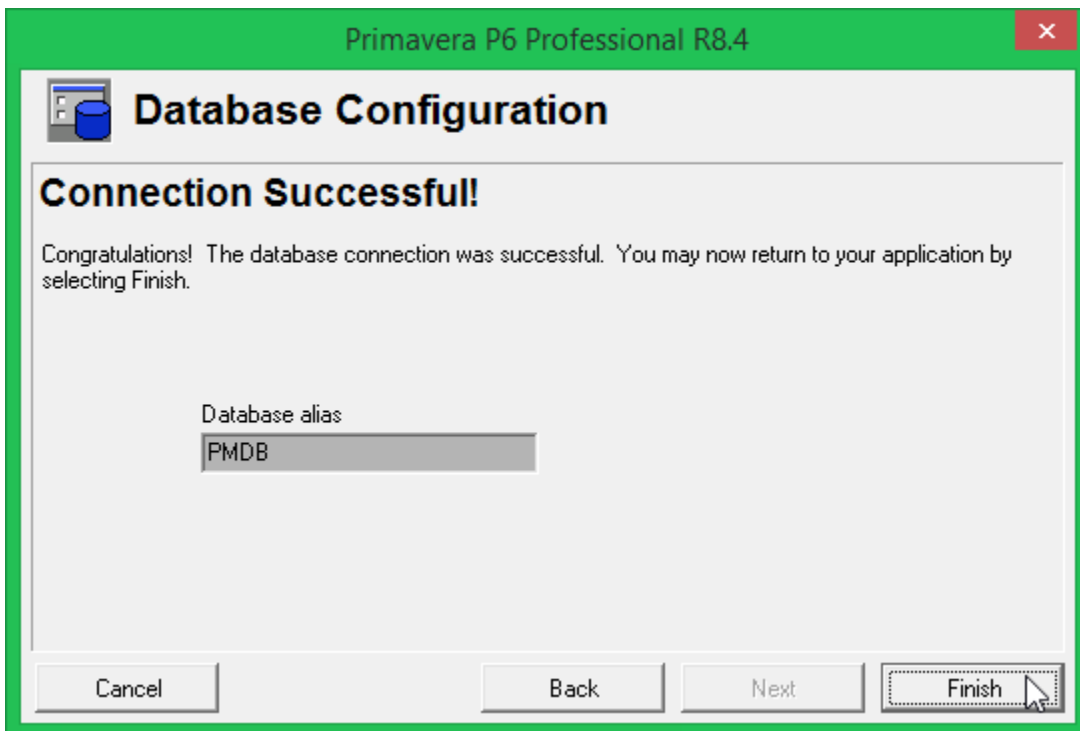 Primavera P6 Professional R8.4
Database Configuration
Connection Successful!
Congratulations!  The database connection was successful.  You may now return to your application by
selecting Finish.
Database alias
PMDB
Cancel
Back
Next
Finish